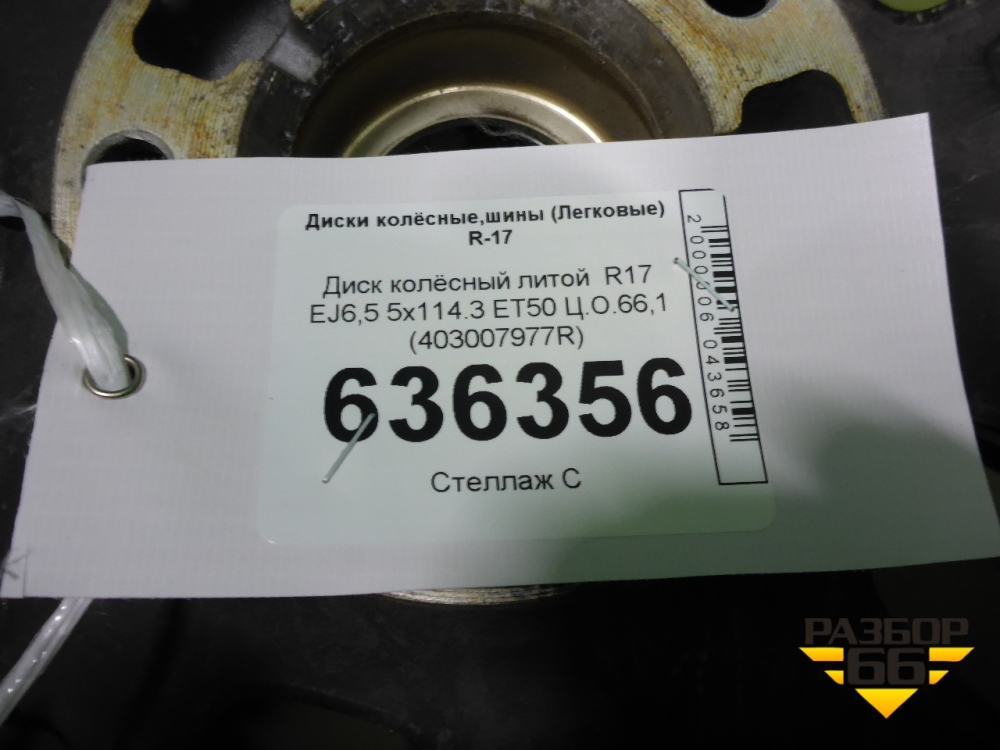 Диски колёсные,шины (Легковые)
R-17
Диск колёсный литой R17
EJ6,5 5x114.3 ET50 Ц.О.66,1
(403007977R)
636356
Стеллаж С
2000006043658
РАЗБОР
66